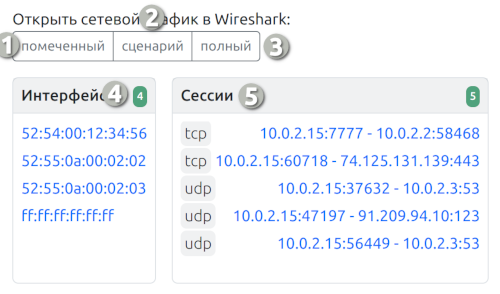 Открыть сетевой 2 афик в Wireshark:
1 помеченный сценарий полный 3
Интерфейс 4 4
52:54:00:12:34:56
52:55:0a:00:02:02
52:55:0a:00:02:03
ff:ff:ff:ff:ff:ff
Сессии 5 5
tcp 10.0.2.15:7777 - 10.0.2.2:58468
tcp 10.0.2.15:60718 - 74.125.131.139:443
udp 10.0.2.15:37632 - 10.0.2.3:53
udp 10.0.2.15:47197 - 91.209.94.10:123
udp 10.0.2.15:56449 - 10.0.2.3:53